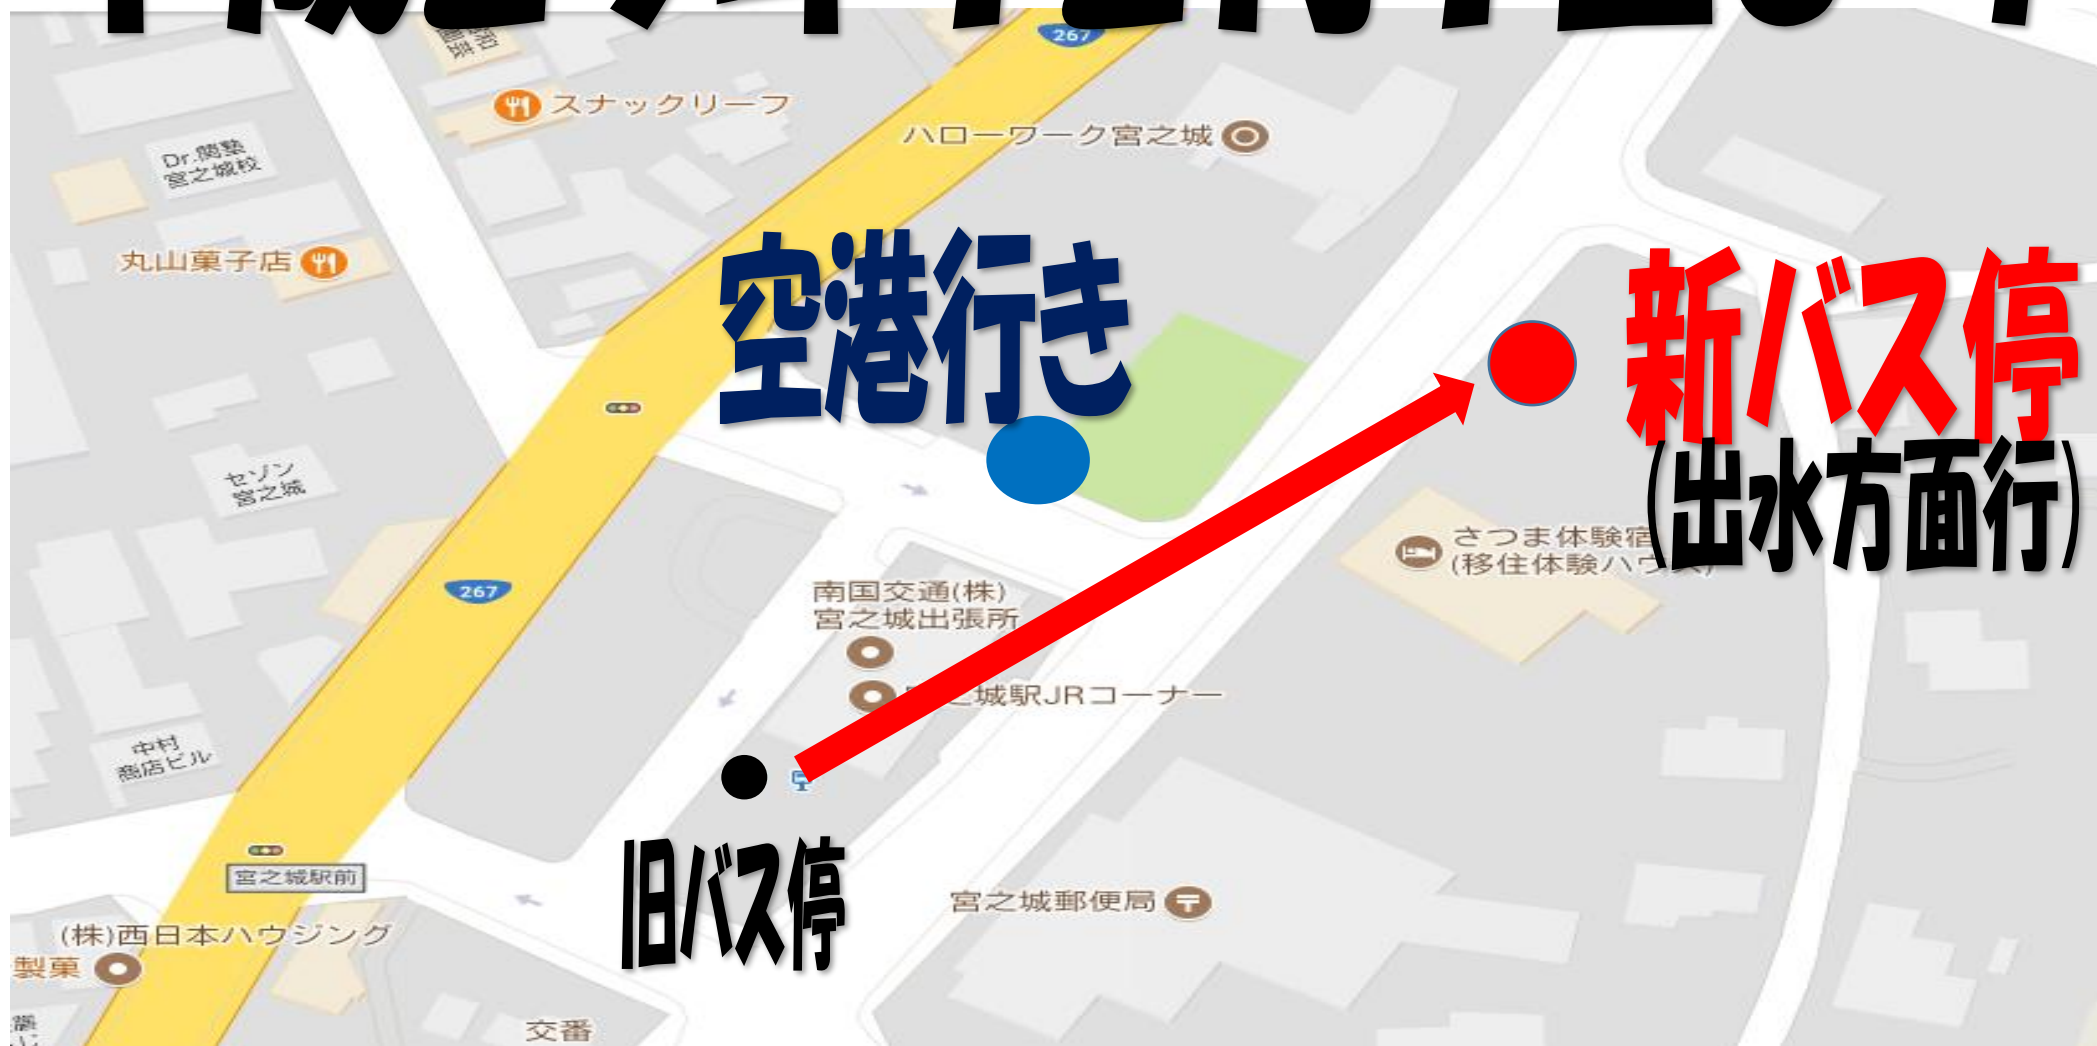 267
スナックリーフ
ハローワーク宮之城
宮之城校
丸山菓子店
空港行き
新バス停
(出水方面行)
セゾン
宮之城
さつま体験宿
(移住体験ハウス)
267
南国交通(株)
宮之城出張所
城駅JRコーナー
中村
商店ビル
旧バス停
宮之城駅前
宮之城郵便局
(株)西日本ハウジング
製菓
交番